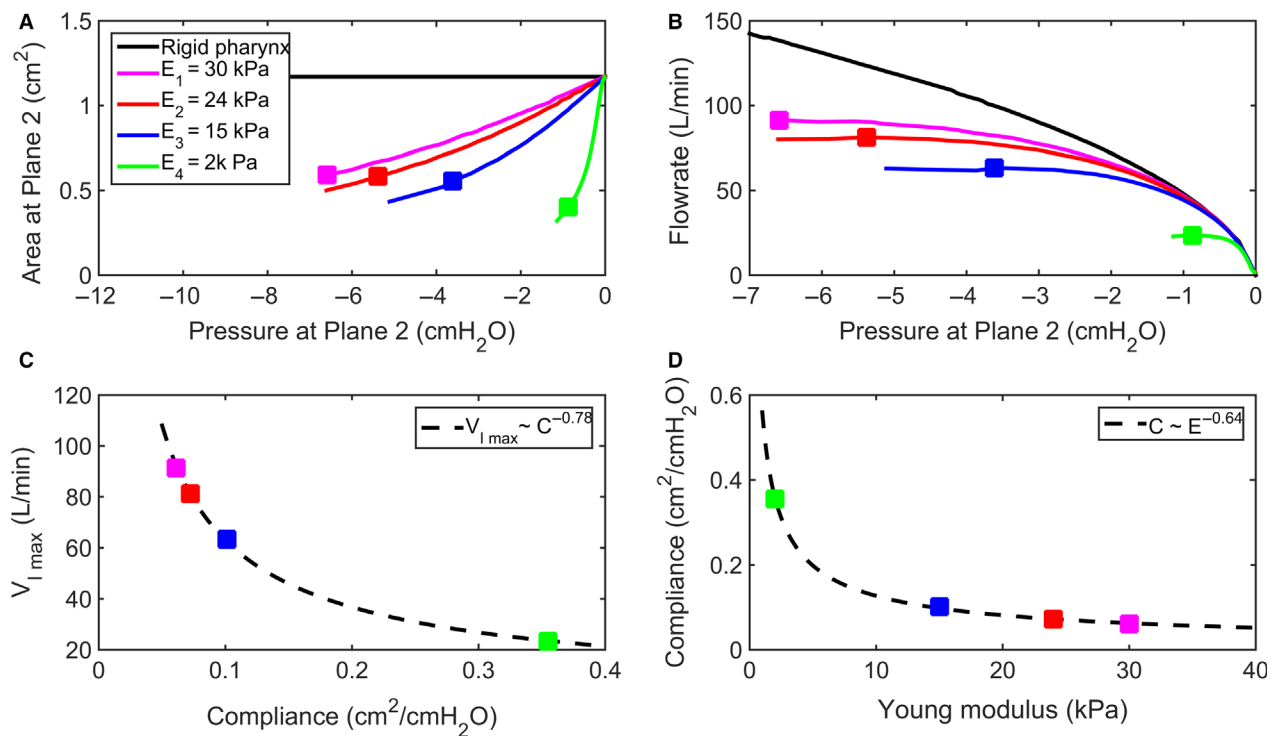 A
1.5
1
0.5
0
Area at Plane 2 (cm²)
Rigid pharynx
E₁ = 30 kPa
E₂ = 24 kPa
E₃ = 15 kPa
E₄ = 2k Pa
−12 −10 −8 −6 −4 −2 0
Pressure at Plane 2 (cmH₂O)
B
150
100
50
0
Flowrate (L/min)
−7 −6 −5 −4 −3 −2 −1 0
Pressure at Plane 2 (cmH₂O)
C
120
100
80
60
40
20
V_I max (L/min)
V_I max ~ C^−0.78
0 0.1 0.2 0.3 0.4
Compliance (cm²/cmH₂O)
D
0.6
0.4
0.2
0
Compliance (cm²/cmH₂O)
C ~ E^−0.64
0 10 20 30 40
Young modulus (kPa)